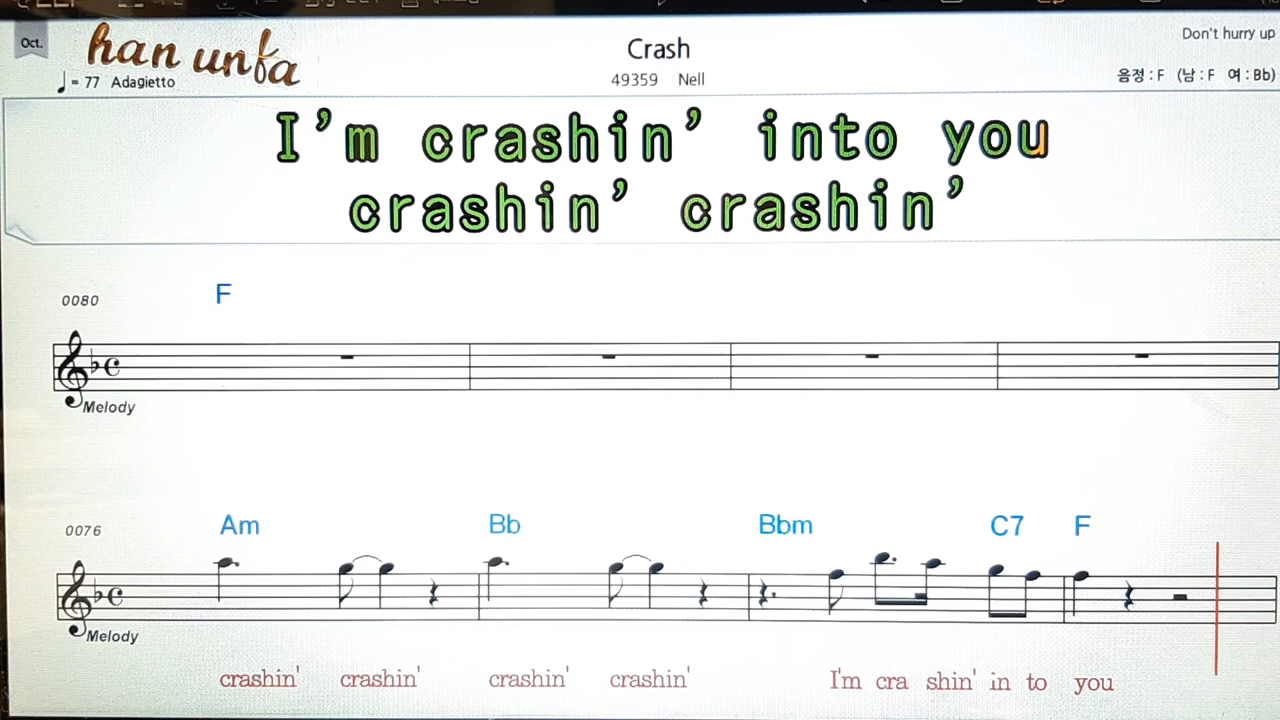 Oct.
han unfa
Crash
Don't hurry up
= 77 Adagietto
49359 Nell
음정 : F (남 : F 여 : Bb)
I'm crashin' into you
crashin' crashin'
0080
F
Melody
0076
Am Bb Bbm C7 F
Melody
crashin' crashin' crashin' crashin' I'm cra shin' in to you